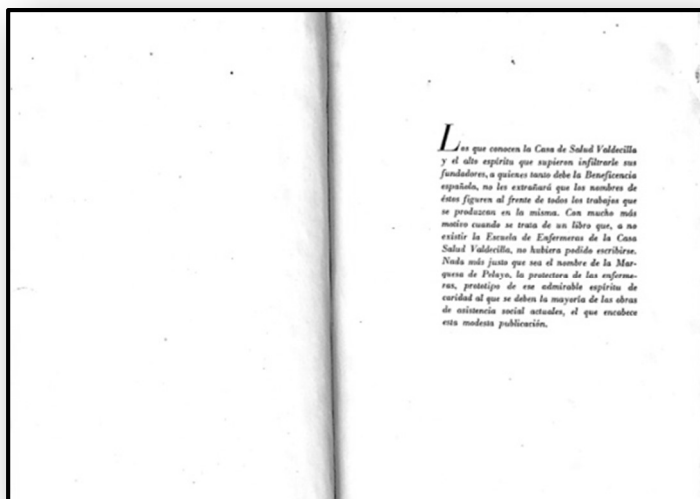 Los que conocen la Casa de Salud Valdecilla
y el alto espíritu que supieron infiltrarle sus
fundadores, a quienes tanto debe la Beneficencia
española, no les extrañará que los nombres de
éstos figuren al frente de todos los trabajos que
se produzcan en la misma. Con mucho más
motivo cuando se trata de un libro que, a no
existir la Escuela de Enfermeras de la Casa
Salud Valdecilla, no hubiera podido escribirse.
Nada más justo que sea el nombre de la Mar-
quesa de Pelayo, la protectora de las enferme-
ras, prototipo de ese admirable espíritu de
caridad al que se deben la mayoría de las obras
de asistencia social actuales, el que encabece
esta modesta publicación.